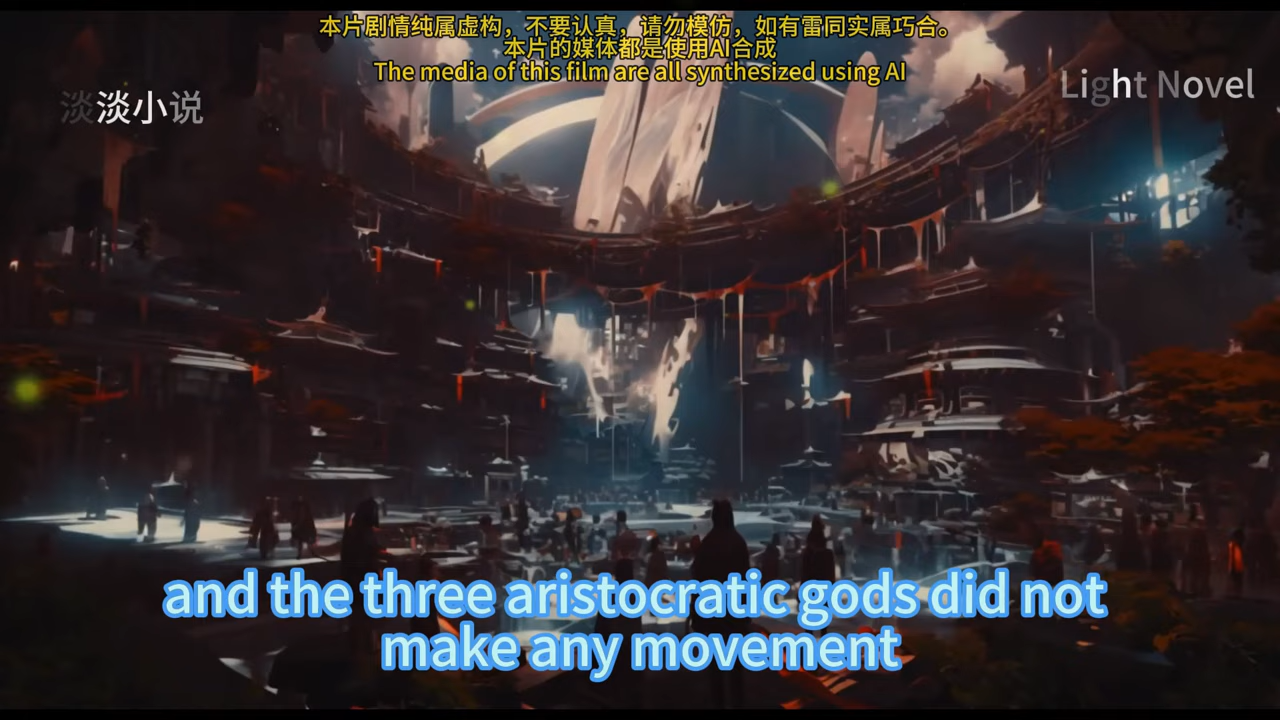 本片剧情纯属虚构，不要认真，请勿模仿，如有雷同实属巧合。
本片的媒体都是使用AI合成
The media of this film are all synthesized using AI
淡淡小说
Light Novel
and the three aristocratic gods did not
make any movement